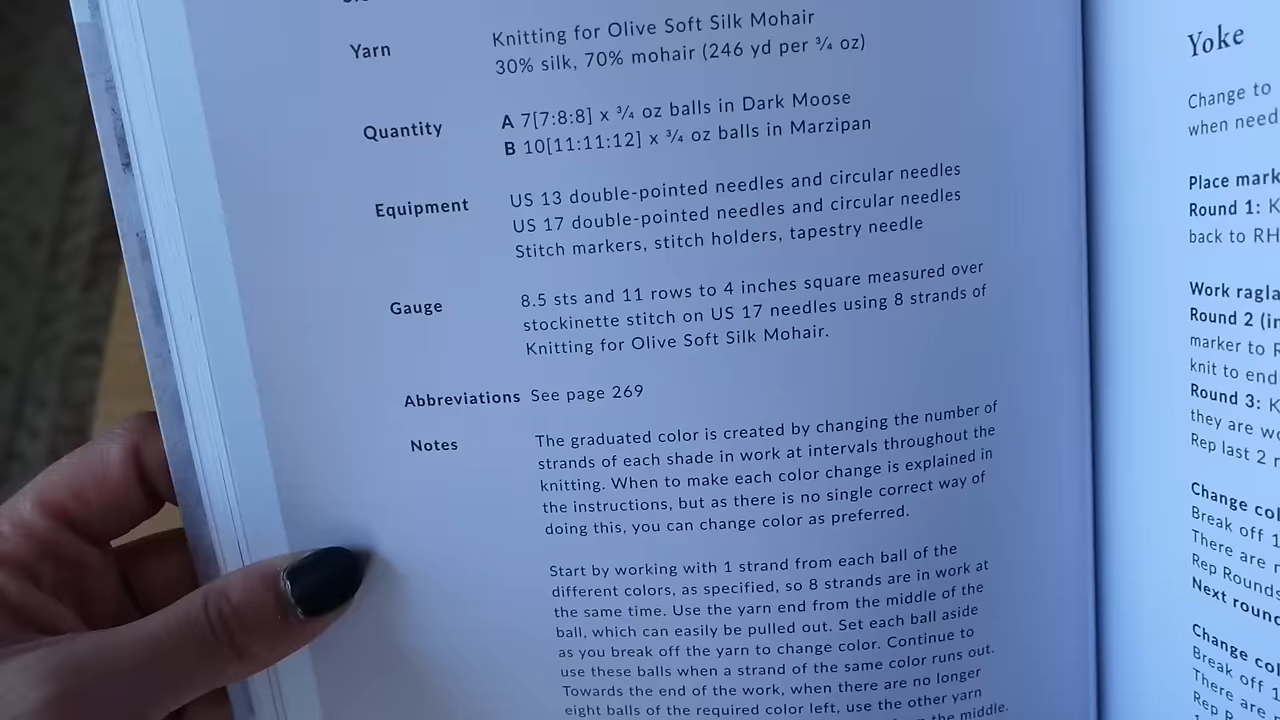 Yarn
Knitting for Olive Soft Silk Mohair
30% silk, 70% mohair (246 yd per ¾ oz)
Quantity
A 7[7:8:8] x ¾ oz balls in Dark Moose
B 10[11:11:12] x ¾ oz balls in Marzipan
Equipment
US 13 double-pointed needles and circular needles
US 17 double-pointed needles and circular needles
Stitch markers, stitch holders, tapestry needle
Gauge
8.5 sts and 11 rows to 4 inches square measured over
stockinette stitch on US 17 needles using 8 strands of
Knitting for Olive Soft Silk Mohair.
Abbreviations See page 269
Notes
The graduated color is created by changing the number of
strands of each shade in work at intervals throughout the
knitting. When to make each color change is explained in
the instructions, but as there is no single correct way of
doing this, you can change color as preferred.
Start by working with 1 strand from each ball of the
different colors, as specified, so 8 strands are in work at
the same time. Use the yarn end from the middle of the
ball, which can easily be pulled out. Set each ball aside
as you break off the yarn to change color. Continue to
use these balls when a strand of the same color runs out.
Towards the end of the work, when there are no longer
eight balls of the required color left, use the other yarn
the middle.
Yoke
Change to
when need
Place mark
Round 1: K
back to RH
Work ragla
Round 2 (in
marker to R
knit to end
Round 3: K
they are wo
Rep last 2 r
Change col
Break off 1
There are r
Rep Rounds
Next round
Change col
Break off 1
There are
Rep R